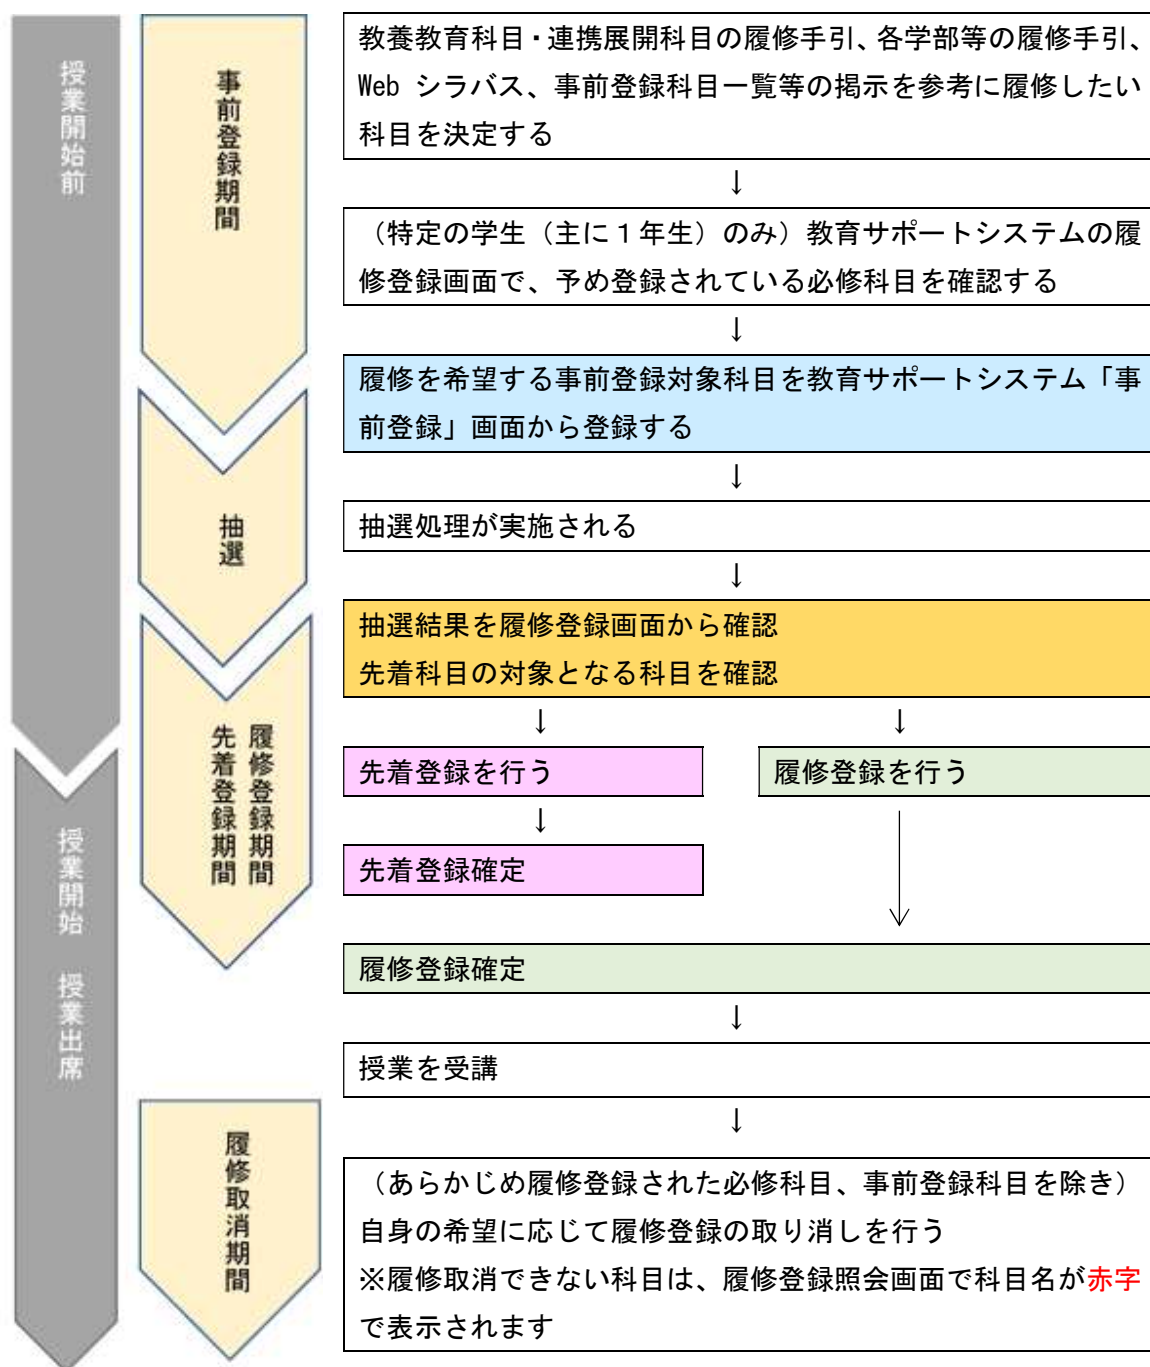 授業開始前
授業開始　授業出席
事前登録期間
抽選
履修登録期間
先着登録期間
履修取消期間
教養教育科目・連携展開科目の履修手引、各学部等の履修手引、
Web シラバス、事前登録科目一覧等の掲示を参考に履修したい
科目を決定する
↓
（特定の学生（主に１年生）のみ）教育サポートシステムの履
修登録画面で、予め登録されている必修科目を確認する
↓
履修を希望する事前登録対象科目を教育サポートシステム「事
前登録」画面から登録する
↓
抽選処理が実施される
↓
抽選結果を履修登録画面から確認
先着科目の対象となる科目を確認
↓ ↓
先着登録を行う 履修登録を行う
↓
先着登録確定
履修登録確定
↓
授業を受講
↓
（あらかじめ履修登録された必修科目、事前登録科目を除き）
自身の希望に応じて履修登録の取り消しを行う
※履修取消できない科目は、履修登録照会画面で科目名が赤字
で表示されます